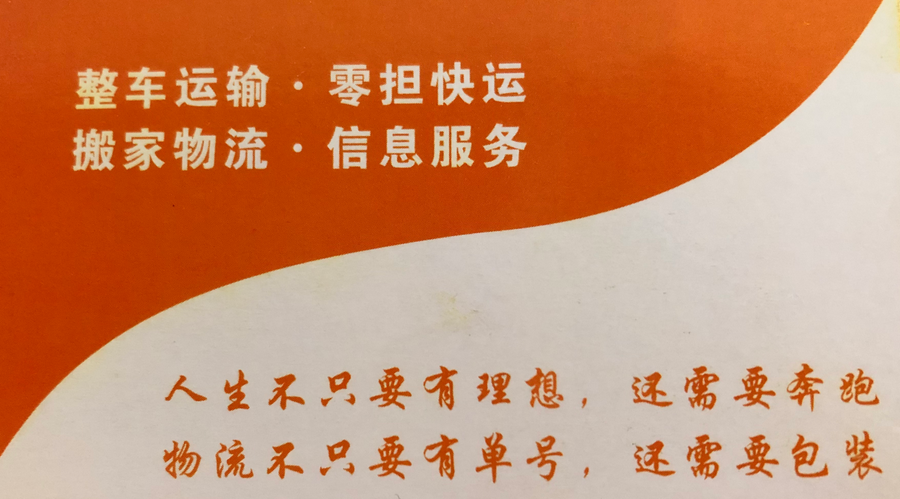 整车运输·零担快运
搬家物流·信息服务
人生不只要有理想，还需要奔跑
物流不只要有单号，还需要包装